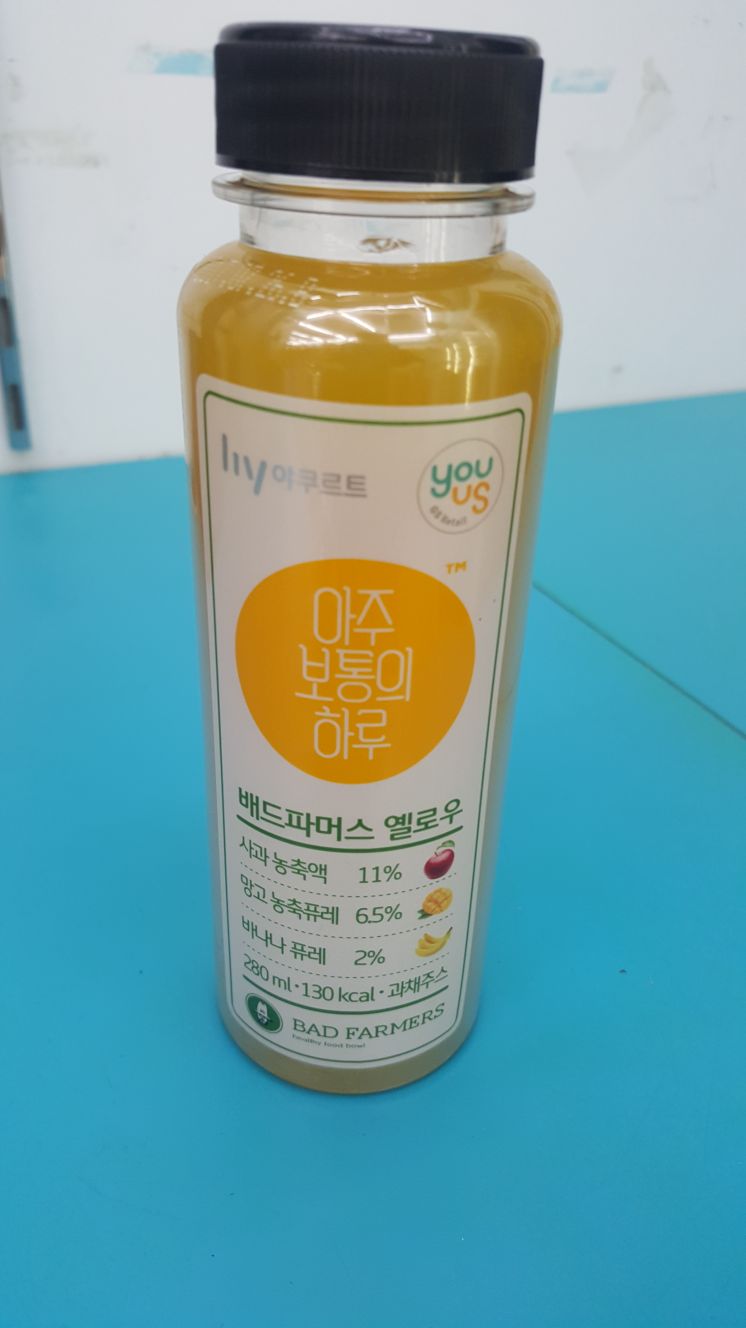 hy 야쿠르트
you
us
GS Retail
TM
아주
보통의
하루
배드파머스 옐로우
사과 농축액 11%
망고 농축퓨레 6.5%
바나나 퓨레 2%
280 ml · 130 kcal · 과채주스
BAD FARMERS
healthy food bowl